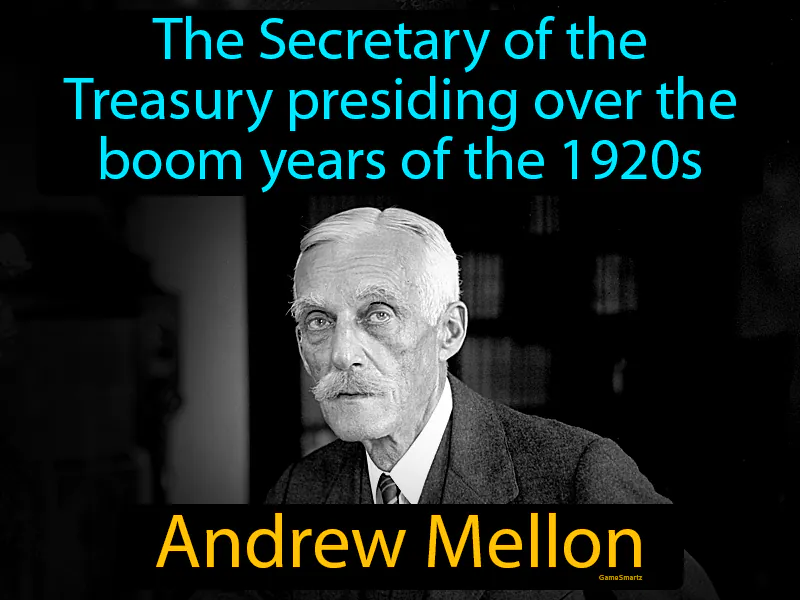 The Secretary of the
Treasury presiding over the
boom years of the 1920s
Andrew Mellon
GameSmartz